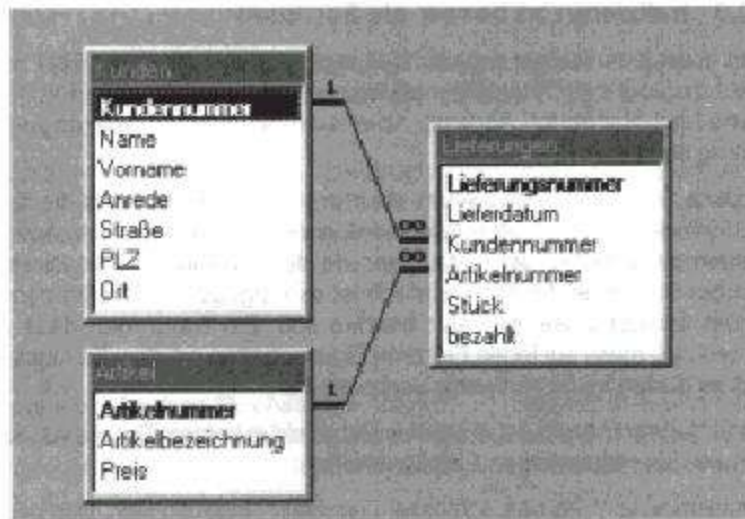 Kunden
Kundennummer
Name
Vorname
Anrede
Straße
PLZ
Ort
1
Artikel
Artikelnummer
Artikelbezeichnung
Preis
1
Lieferungen
Lieferungsnummer
Lieferdatum
Kundennummer
Artikelnummer
Stück
bezahlt
∞
∞